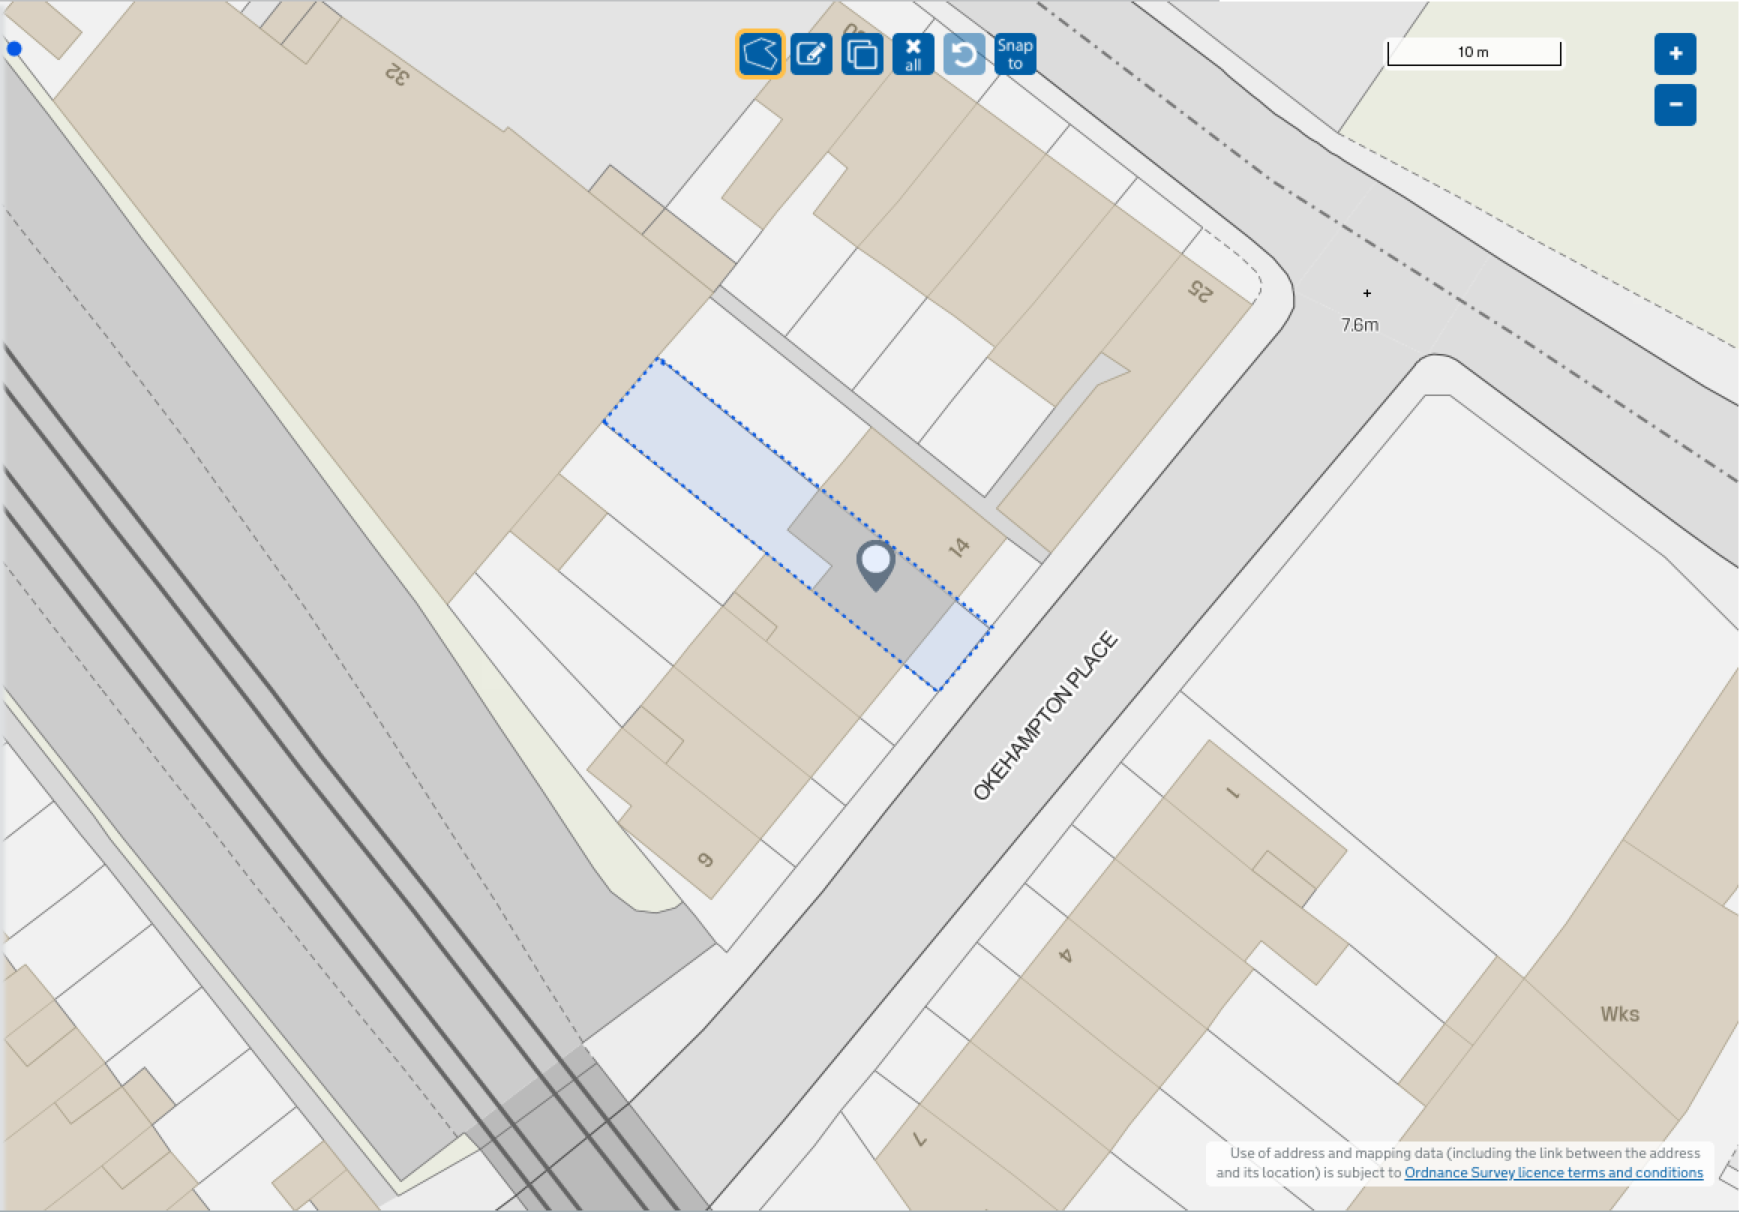 32
30
all
Snap
to
10 m
+
−
25
7.6m
14
OKEHAMPTON PLACE
1
9
4
7
Wks
Use of address and mapping data (including the link between the address
and its location) is subject to Ordnance Survey licence terms and conditions